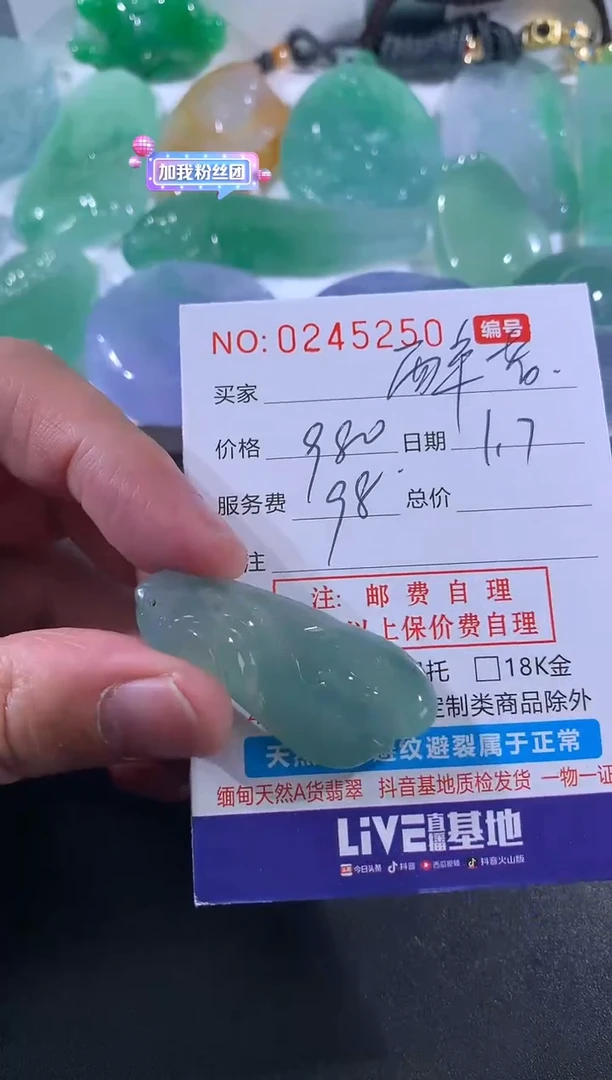 加我粉丝团
NO: 0245250 编号
买家
价格 980 日期 1.7
服务费 98 总价
注
注: 邮费自理
以上保价费自理
托 □18K金
定制类商品除外
纹避裂属于正常
缅甸天然A货翡翠 抖音基地质检发货 一物一证
LiVE直播基地
今日头条 抖音 西瓜视频 抖音火山版